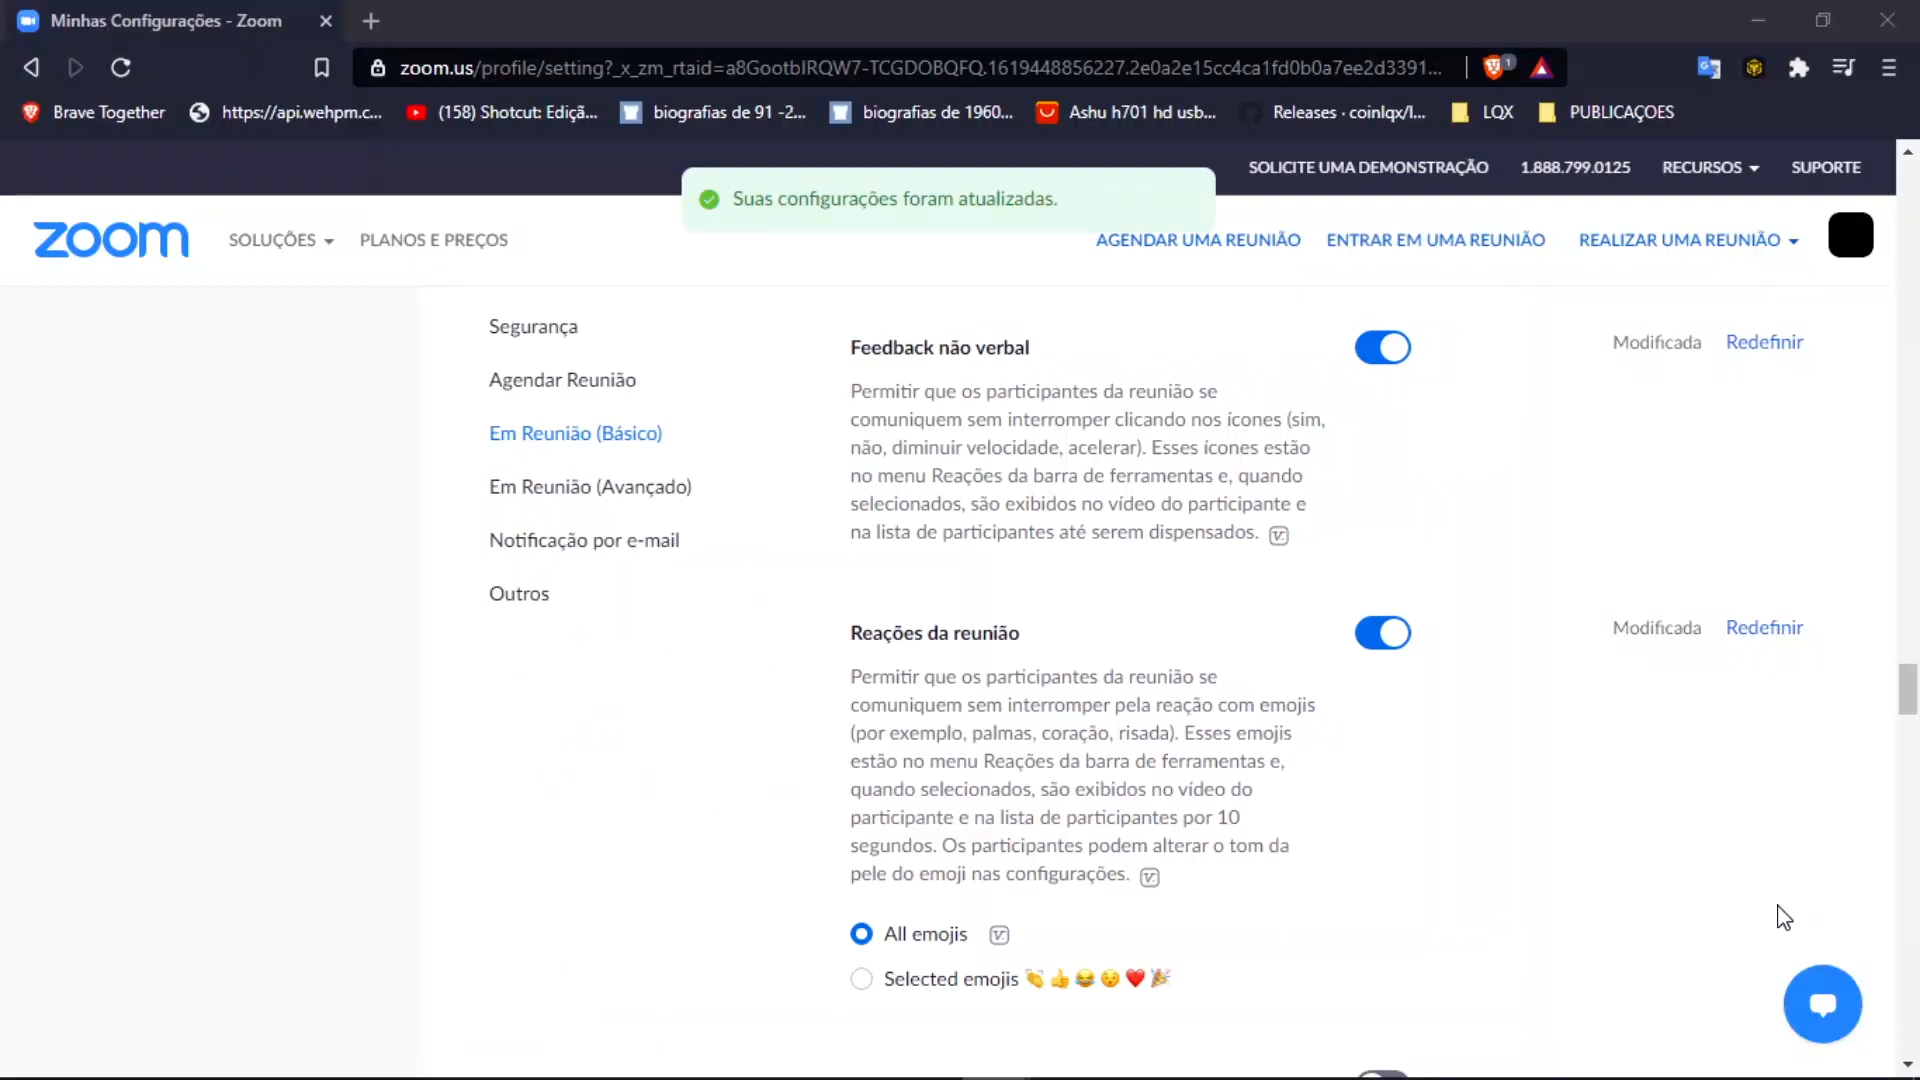 Minhas Configurações - Zoom
zoom.us/profile/setting?_x_zm_rtaid=a8GootbIRQW7-TCGDOBQFQ.1619448856227.2e0a2e15cc4ca1fd0b0a7ee2d3391...
1
Brave Together
https://api.wehpm.c...
(158) Shotcut: Ediçã...
biografias de 91 -2...
biografias de 1960...
Ashu h701 hd usb...
Releases · coinlqx/l...
LQX
PUBLICAÇOES
SOLICITE UMA DEMONSTRAÇÃO
1.888.799.0125
RECURSOS
SUPORTE
Suas configurações foram atualizadas.
zoom
SOLUÇÕES
PLANOS E PREÇOS
AGENDAR UMA REUNIÃO
ENTRAR EM UMA REUNIÃO
REALIZAR UMA REUNIÃO
Segurança
Agendar Reunião
Em Reunião (Básico)
Em Reunião (Avançado)
Notificação por e-mail
Outros
Feedback não verbal
Modificada
Redefinir
Permitir que os participantes da reunião se
comuniquem sem interromper clicando nos ícones (sim,
não, diminuir velocidade, acelerar). Esses ícones estão
no menu Reações da barra de ferramentas e, quando
selecionados, são exibidos no vídeo do participante e
na lista de participantes até serem dispensados.
Reações da reunião
Modificada
Redefinir
Permitir que os participantes da reunião se
comuniquem sem interromper pela reação com emojis
(por exemplo, palmas, coração, risada). Esses emojis
estão no menu Reações da barra de ferramentas e,
quando selecionados, são exibidos no vídeo do
participante e na lista de participantes por 10
segundos. Os participantes podem alterar o tom da
pele do emoji nas configurações.
All emojis
Selected emojis 👏👍😂😯❤️🎉